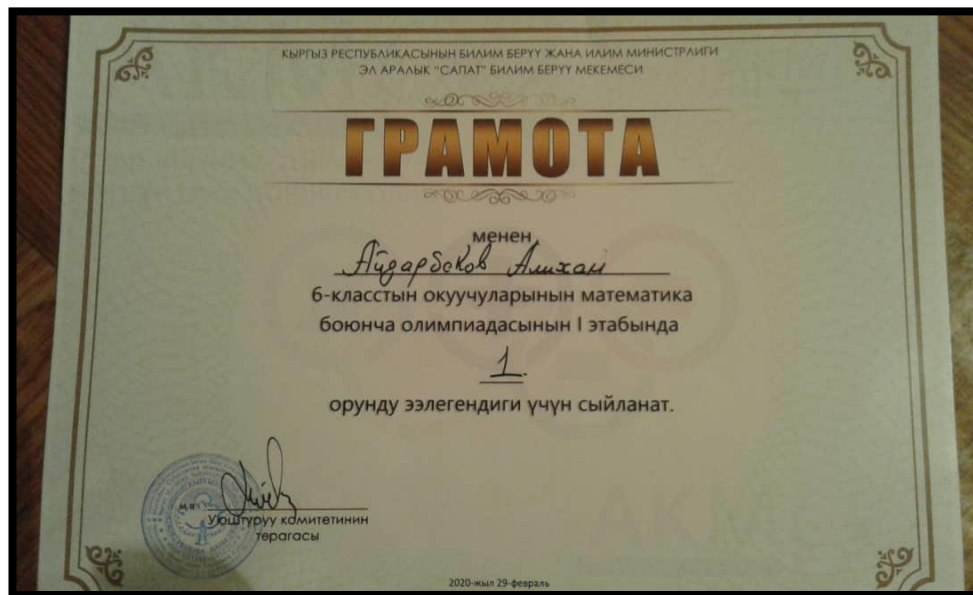 КЫРГЫЗ РЕСПУБЛИКАСЫНЫН БИЛИМ БЕРҮҮ ЖАНА ИЛИМ МИНИСТРЛИГИ
ЭЛ АРАЛЫК "САПАТ" БИЛИМ БЕРҮҮ МЕКЕМЕСИ
ГРАМОТА
менен
Айдарбеков Алихан
6-класстын окуучуларынын математика
боюнча олимпиадасынын I этабында
1.
орунду ээлегендиги үчүн сыйланат.
Уюштуруу комитетинин
төрагасы
2020-жыл 29-февраль